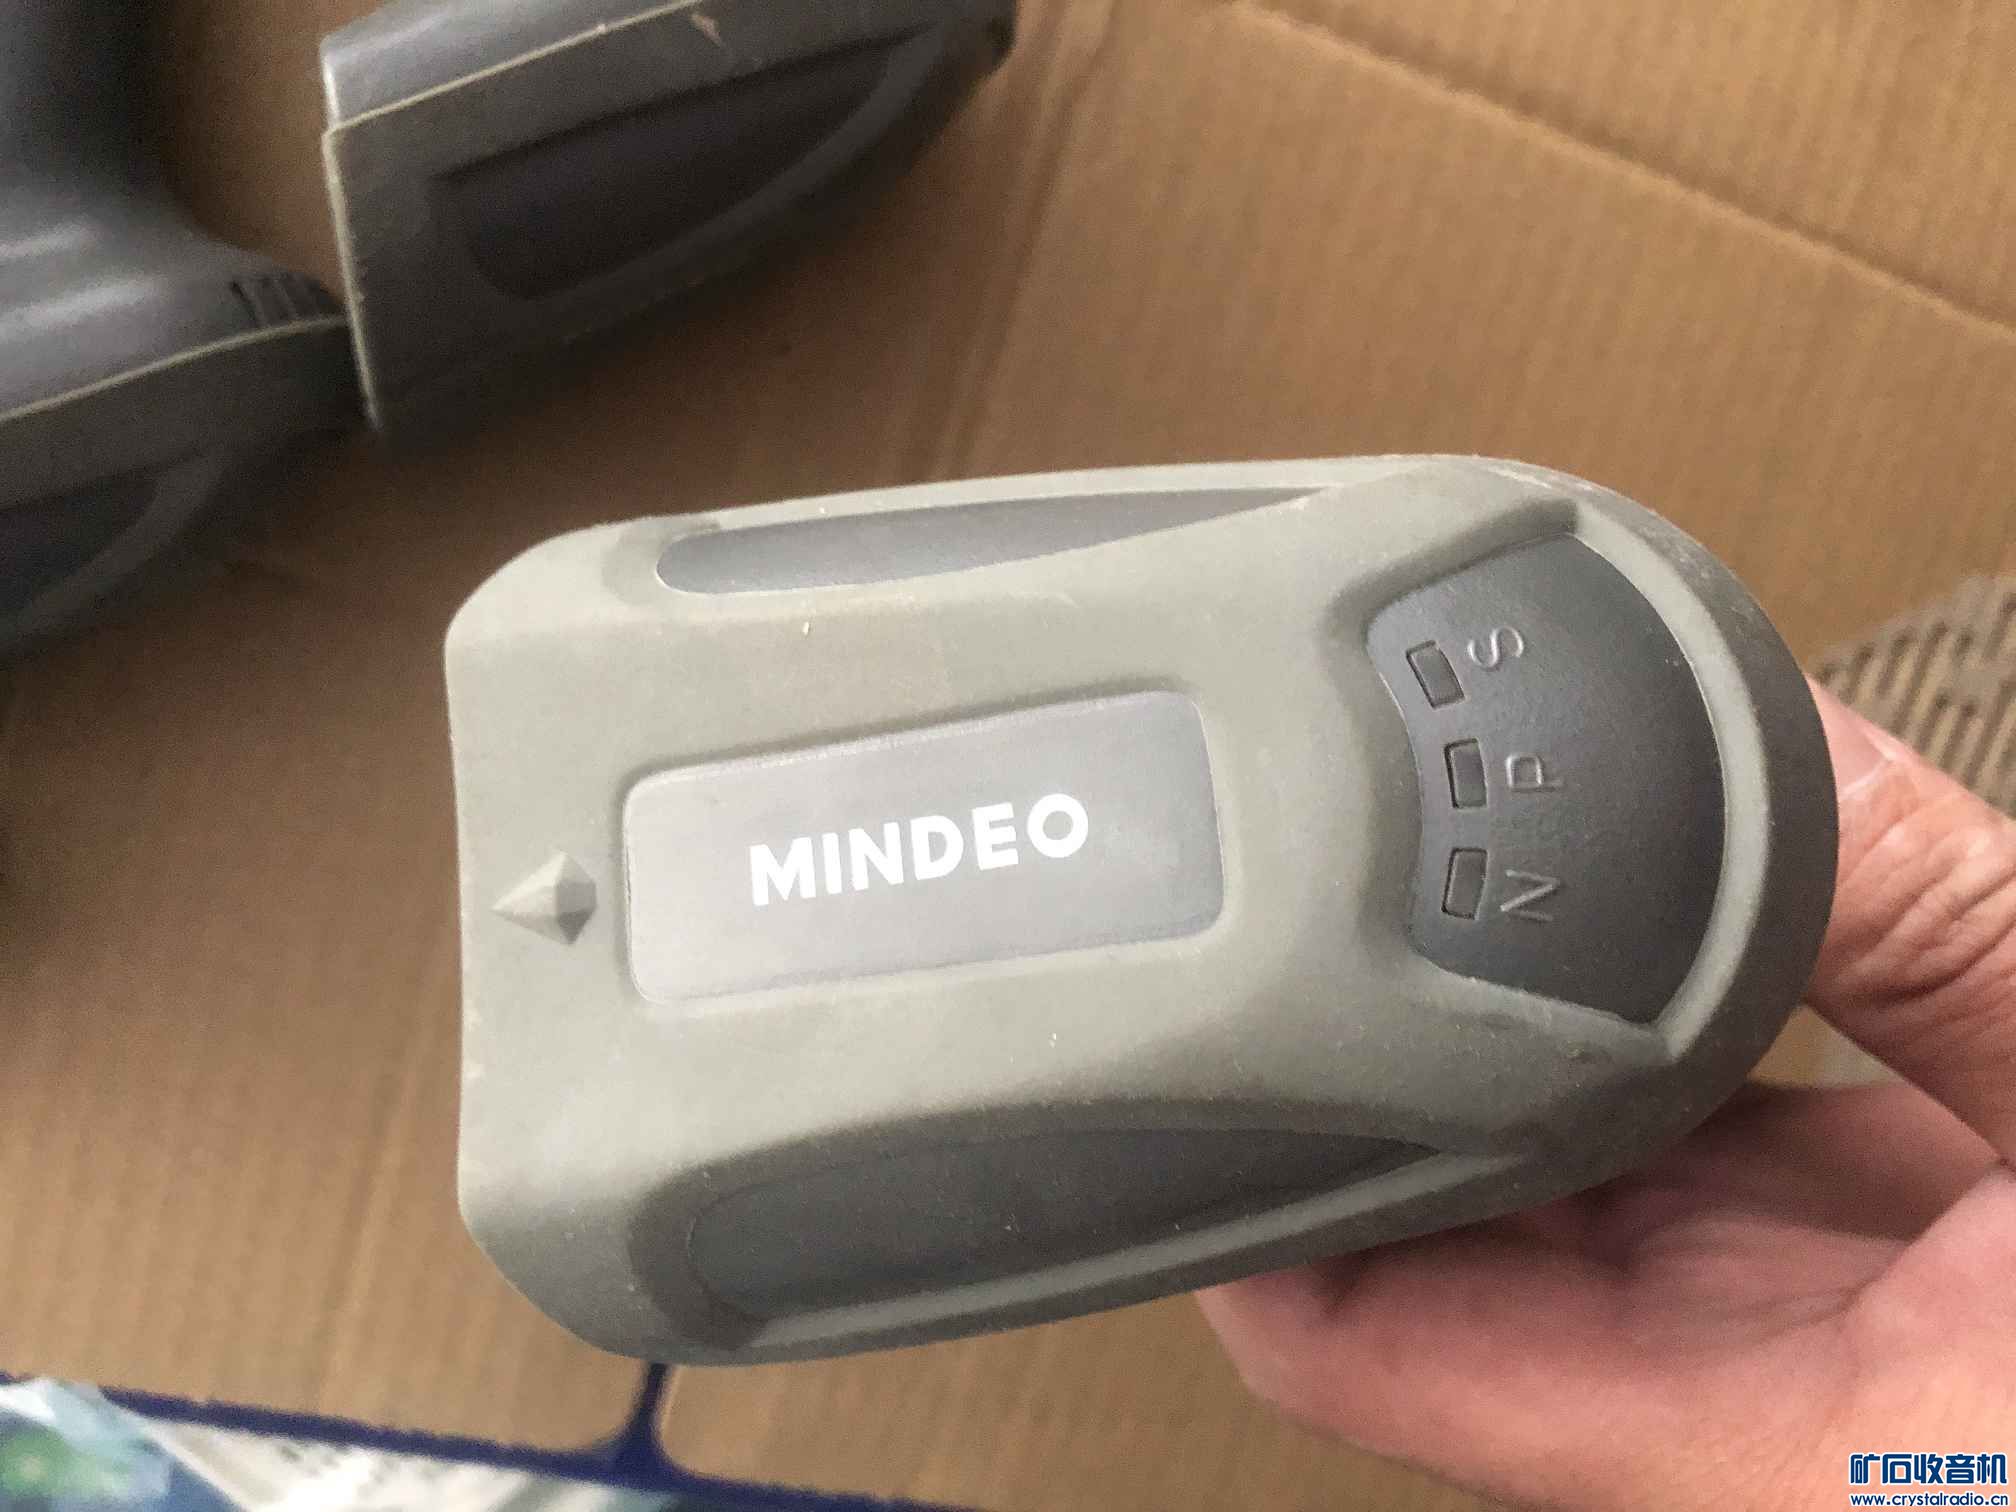 MINDEO
S
P
N
矿石收音机
www.crystalradio.cn